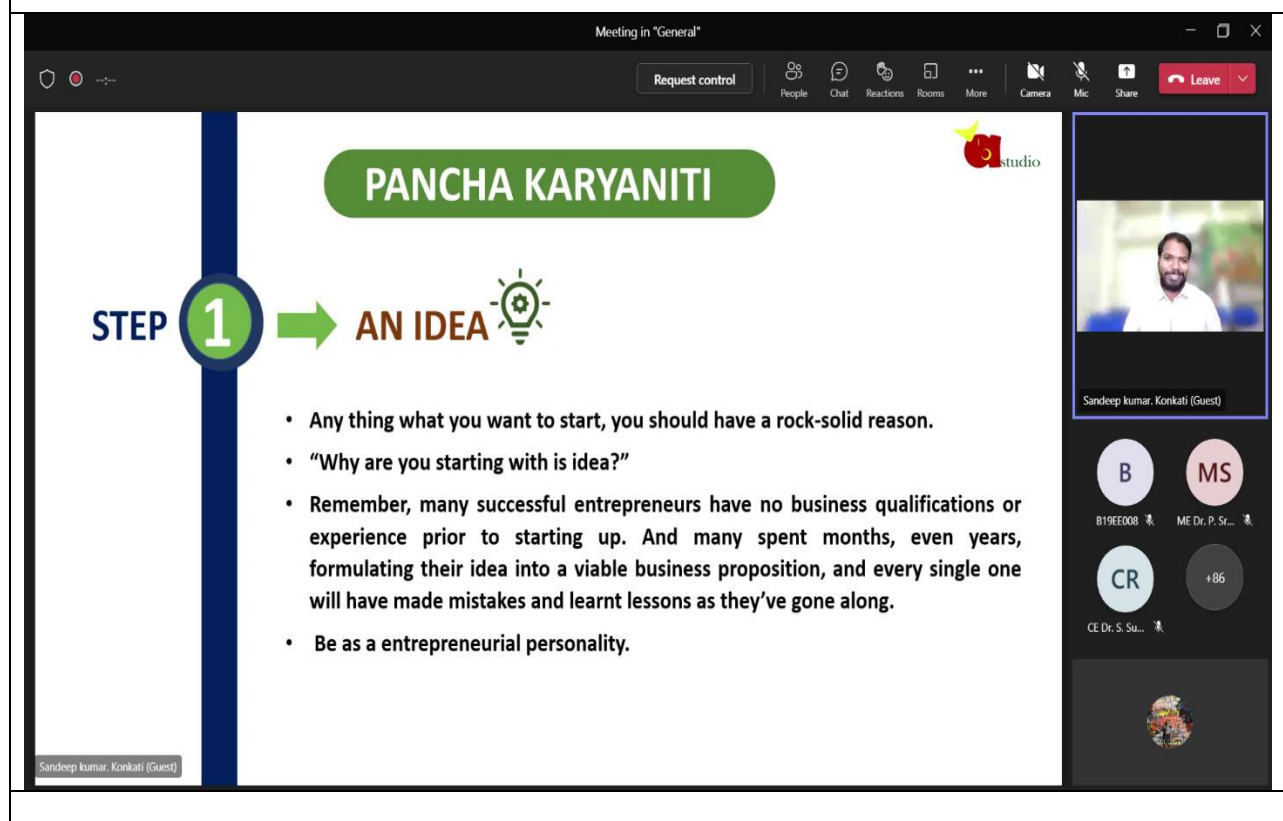 Meeting in "General"
--:--
Request control
People
Chat
Reactions
Rooms
More
Camera
Mic
Share
Leave
a studio
PANCHA KARYANITI
STEP 1 AN IDEA
• Any thing what you want to start, you should have a rock-solid reason.
• “Why are you starting with is idea?”
• Remember, many successful entrepreneurs have no business qualifications or
experience prior to starting up. And many spent months, even years,
formulating their idea into a viable business proposition, and every single one
will have made mistakes and learnt lessons as they’ve gone along.
• Be as a entrepreneurial personality.
Sandeep kumar. Konkati (Guest)
Sandeep kumar. Konkati (Guest)
B
B19EE008
MS
ME Dr. P. Sr...
CR
CE Dr. S. Su...
+86